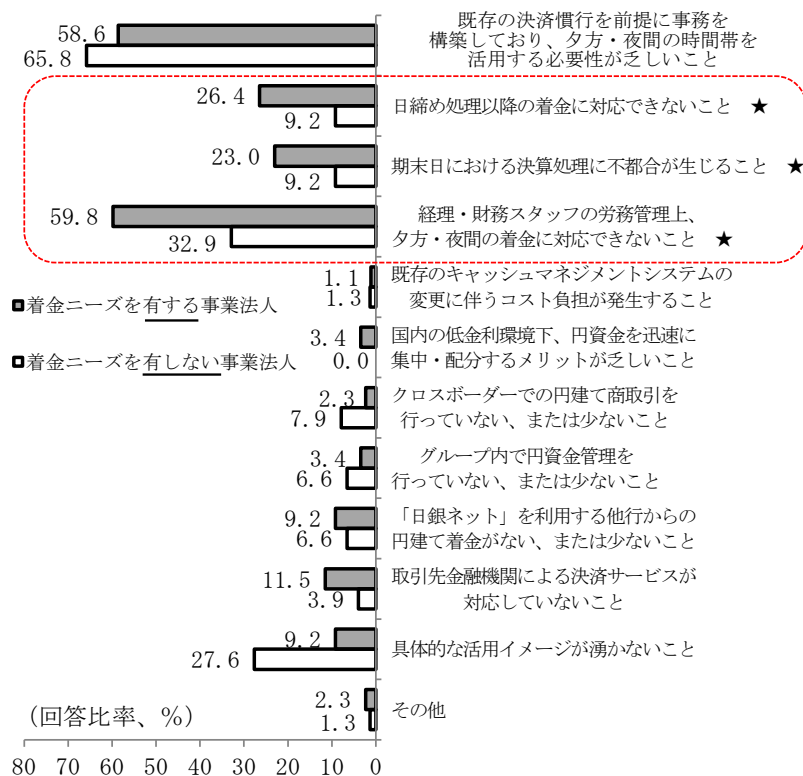 58.6
65.8
既存の決済慣行を前提に事務を
構築しており、夕方・夜間の時間帯を
活用する必要性が乏しいこと
26.4
9.2
日締め処理以降の着金に対応できないこと ★
23.0
9.2
期末日における決算処理に不都合が生じること ★
59.8
32.9
経理・財務スタッフの労務管理上、
夕方・夜間の着金に対応できないこと ★
1.1
1.3
既存のキャッシュマネジメントシステムの
変更に伴うコスト負担が発生すること
■着金ニーズを有する事業法人
□着金ニーズを有しない事業法人
3.4
0.0
国内の低金利環境下、円資金を迅速に
集中・配分するメリットが乏しいこと
2.3
7.9
クロスボーダーでの円建て商取引を
行っていない、または少ないこと
3.4
6.6
グループ内で円資金管理を
行っていない、または少ないこと
9.2
6.6
「日銀ネット」を利用する他行からの
円建て着金がない、または少ないこと
11.5
3.9
取引先金融機関による決済サービスが
対応していないこと
9.2
27.6
具体的な活用イメージが湧かないこと
2.3
1.3
その他
(回答比率、%)
80 70 60 50 40 30 20 10 0